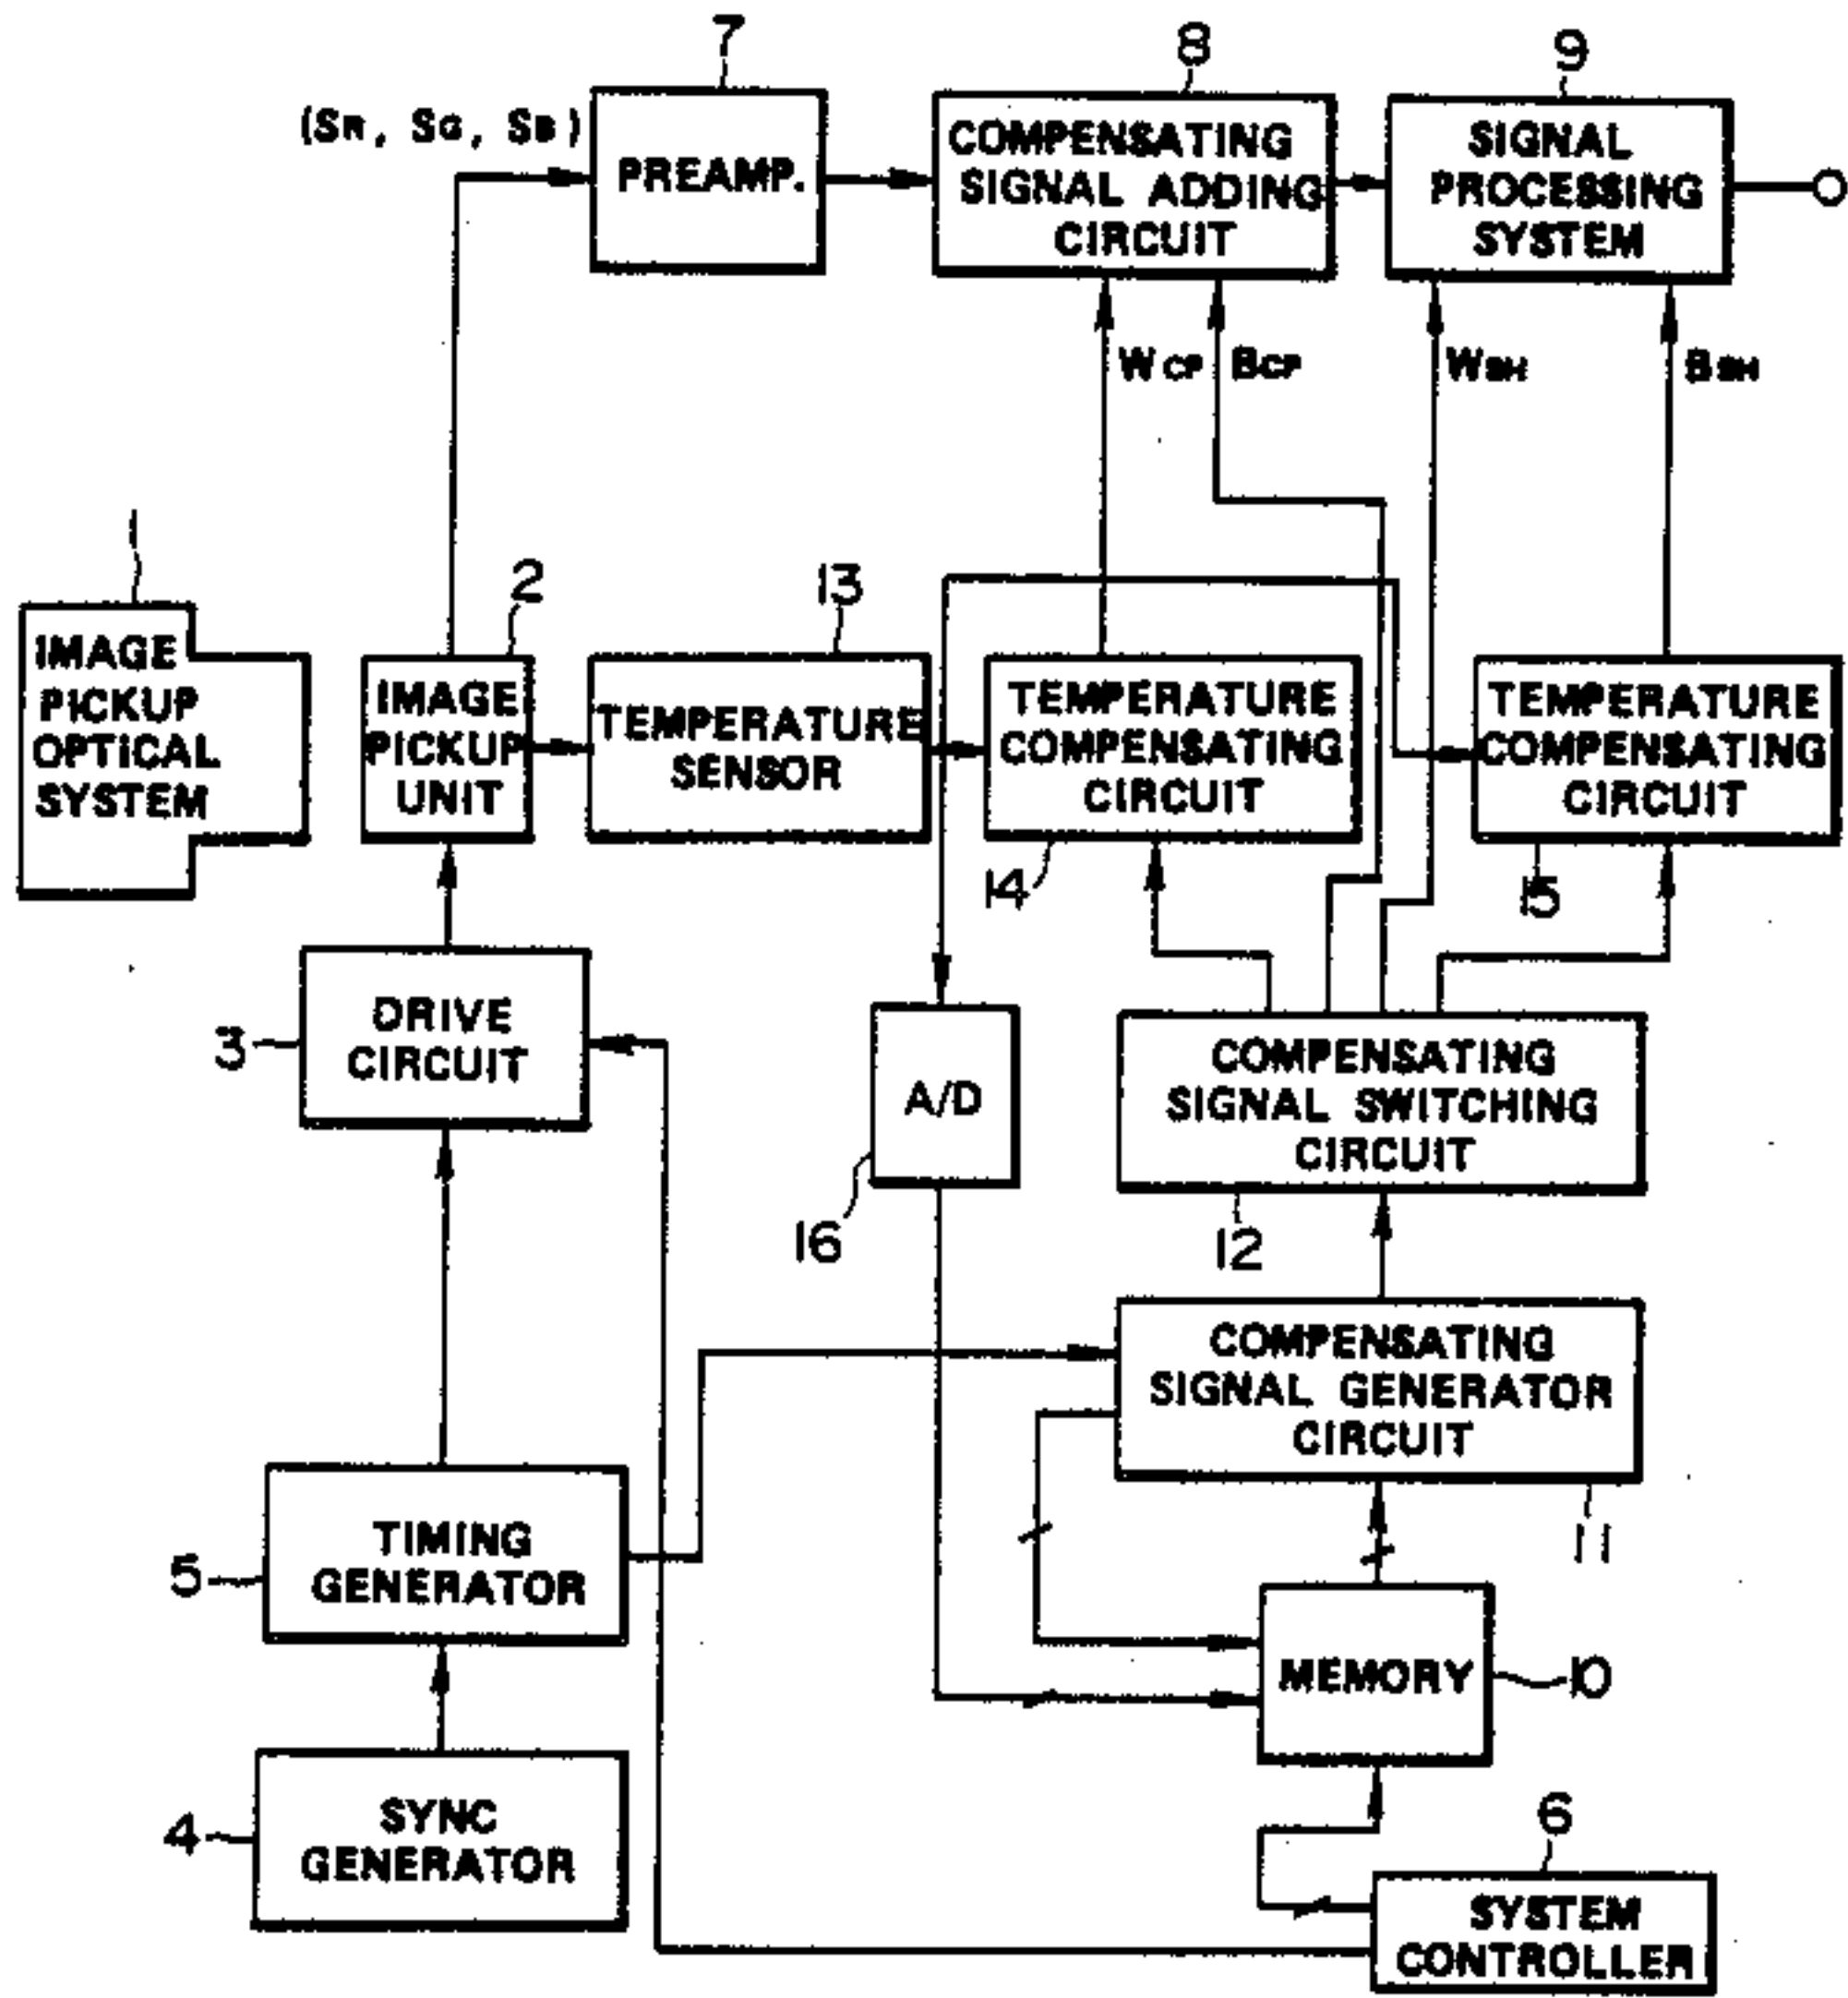 7
8
9
(SR, SG, SB)
PREAMP.
COMPENSATING
SIGNAL ADDING
CIRCUIT
SIGNAL
PROCESSING
SYSTEM
WCP BCP WSH BSH
1
2
13
IMAGE
PICKUP
OPTICAL
SYSTEM
IMAGE
PICKUP
UNIT
TEMPERATURE
SENSOR
TEMPERATURE
COMPENSATING
CIRCUIT
TEMPERATURE
COMPENSATING
CIRCUIT
14
15
3
DRIVE
CIRCUIT
A/D
COMPENSATING
SIGNAL SWITCHING
CIRCUIT
16
12
COMPENSATING
SIGNAL GENERATOR
CIRCUIT
11
5
TIMING
GENERATOR
MEMORY
10
4
SYNC
GENERATOR
6
SYSTEM
CONTROLLER